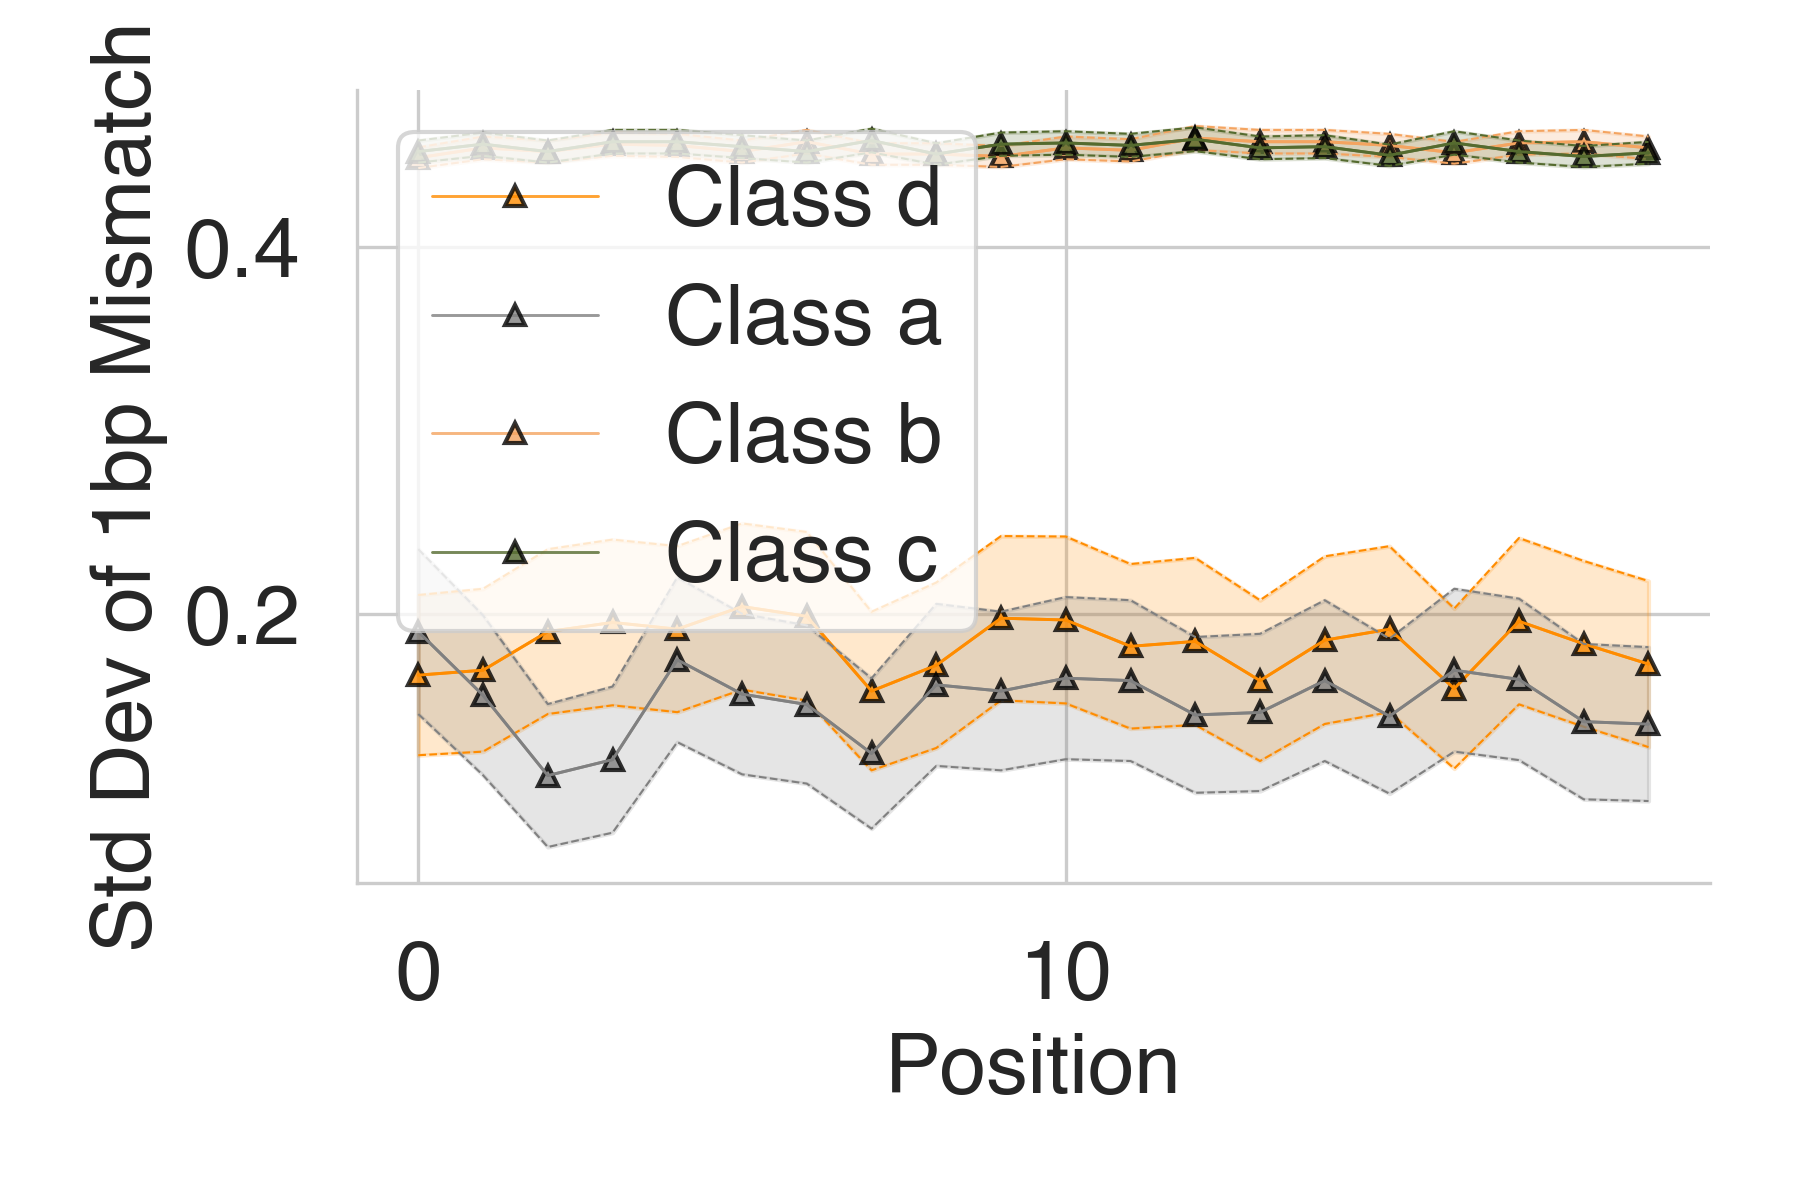 Std Dev of 1bp Mismatch
0.4
0.2
Class d
Class a
Class b
Class c
0
10
Position